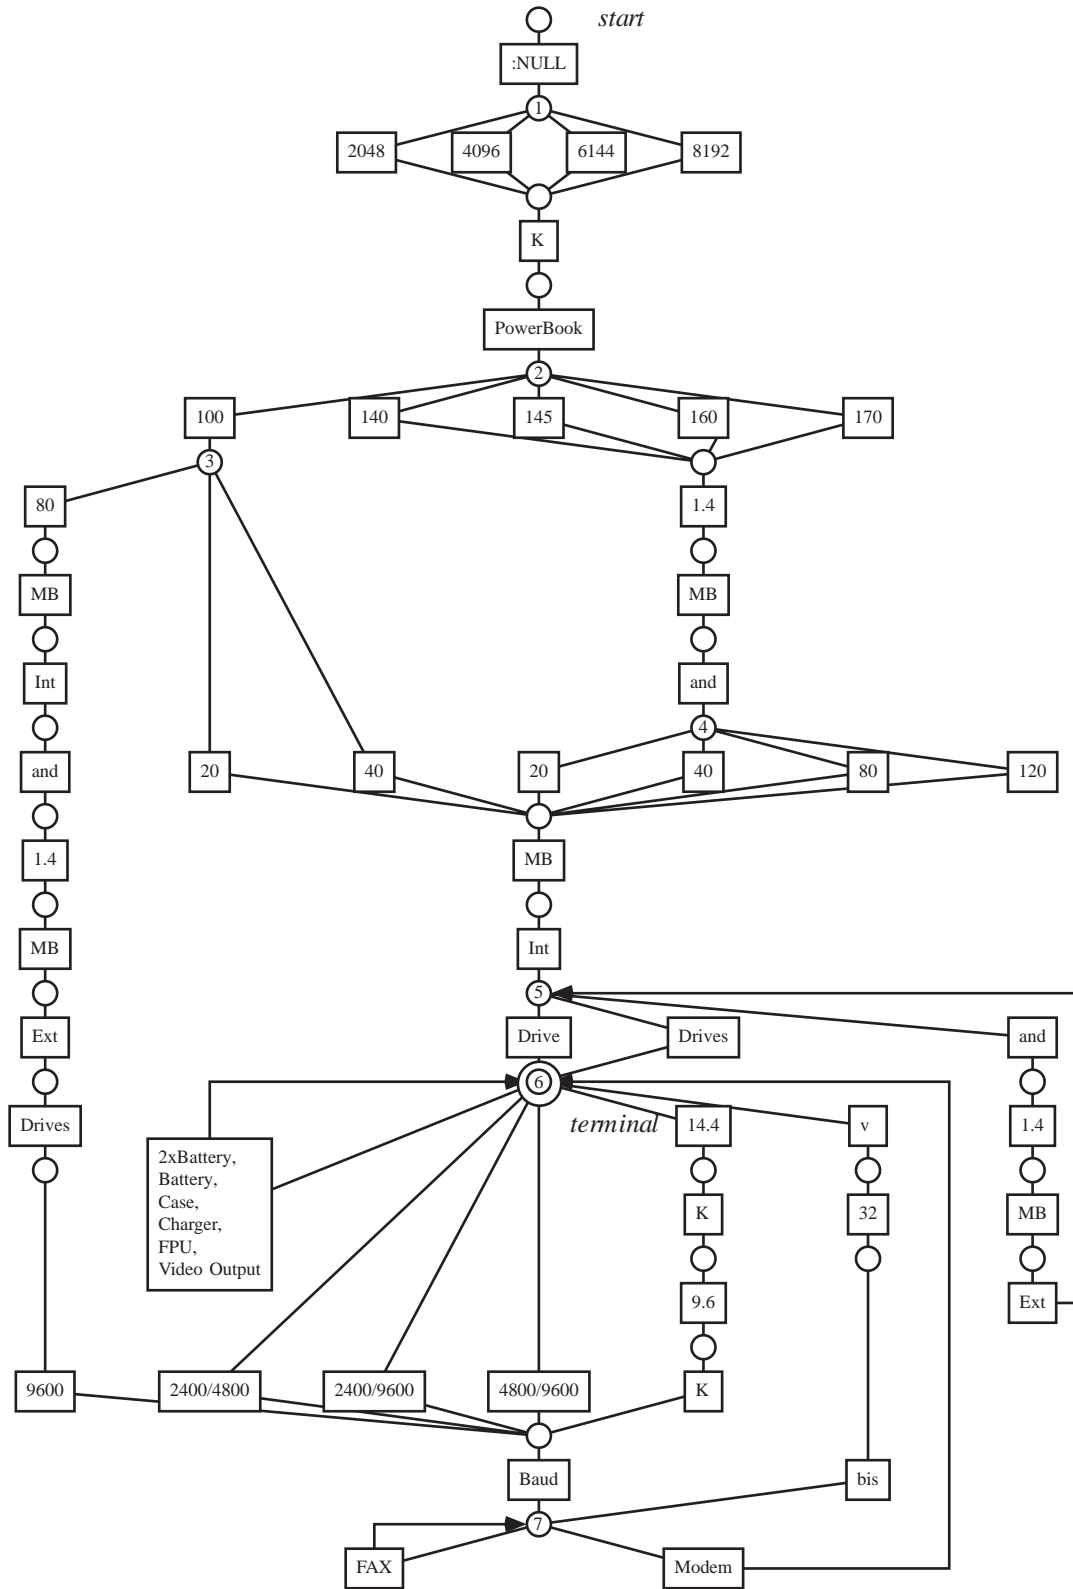 start
:NULL
1
2048 4096 6144 8192
K
PowerBook
2
100 140 145 160 170
3
80 1.4
MB MB
Int and
4
and 20 40 20 40 80 120
1.4 MB
MB Int
5
Ext Drive Drives and
6
terminal
Drives 14.4 v 1.4
2xBattery,
Battery,
Case,
Charger,
FPU,
Video Output
K 32 MB
9.6 Ext
9600 2400/4800 2400/9600 4800/9600 K
Baud bis
7
FAX Modem